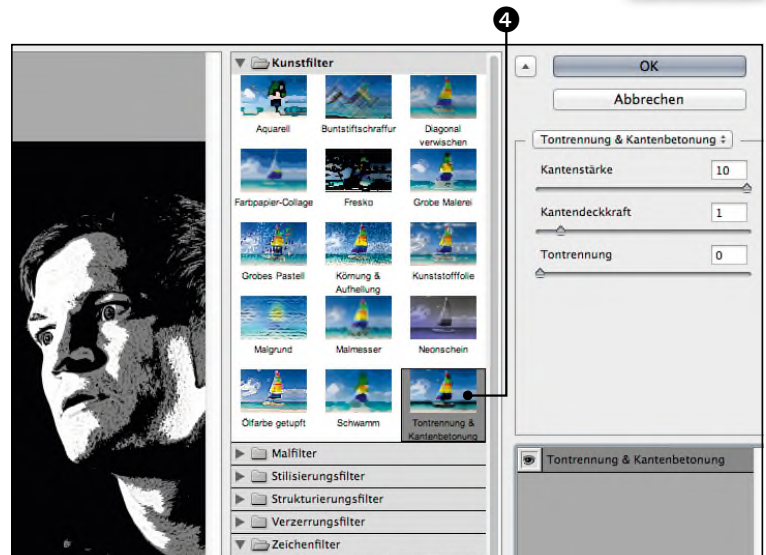 4
Kunstfilter
Aquarell
Buntstiftschraffur
Diagonal
verwischen
Farbpapier-Collage
Fresko
Grobe Malerei
Grobes Pastell
Körnung &
Aufhellung
Kunststofffolie
Malgrund
Malmesser
Neonschein
Ölfarbe getupft
Schwamm
Tontrennung &
Kantenbetonung
Malfilter
Stilisierungsfilter
Strukturierungsfilter
Verzerrungsfilter
Zeichenfilter
OK
Abbrechen
Tontrennung & Kantenbetonung
Kantenstärke 10
Kantendeckkraft 1
Tontrennung 0
Tontrennung & Kantenbetonung